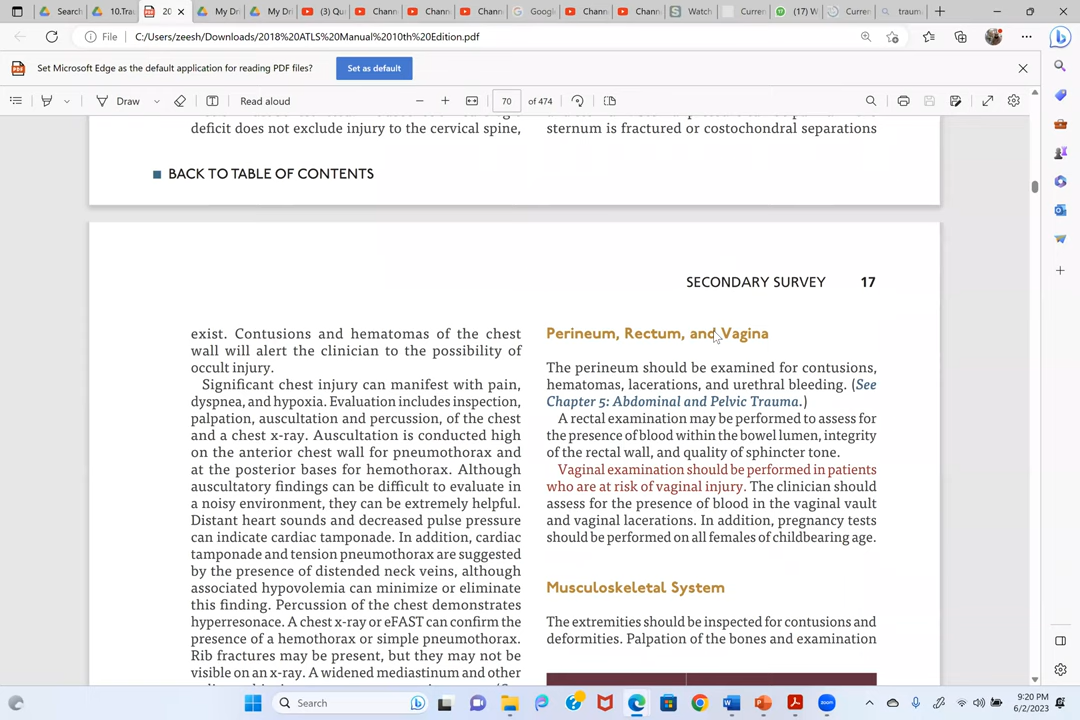 Search
10.Trau
20
My D
My Dri
(3) Qu
Chann
Chann
Chann
Googl
Chann
Chann
Watch
Curren
(17) W
Curren
traum
File
C:/Users/zeesh/Downloads/2018%20ATLS%20Manual%2010th%20Edition.pdf
Set Microsoft Edge as the default application for reading PDF files?
Set as default
Draw
Read aloud
70
of 474
deficit does not exclude injury to the cervical spine,
sternum is fractured or costochondral separations
BACK TO TABLE OF CONTENTS
SECONDARY SURVEY 17
exist. Contusions and hematomas of the chest
wall will alert the clinician to the possibility of
occult injury.
Significant chest injury can manifest with pain,
dyspnea, and hypoxia. Evaluation includes inspection,
palpation, auscultation and percussion, of the chest
and a chest x-ray. Auscultation is conducted high
on the anterior chest wall for pneumothorax and
at the posterior bases for hemothorax. Although
auscultatory findings can be difficult to evaluate in
a noisy environment, they can be extremely helpful.
Distant heart sounds and decreased pulse pressure
can indicate cardiac tamponade. In addition, cardiac
tamponade and tension pneumothorax are suggested
by the presence of distended neck veins, although
associated hypovolemia can minimize or eliminate
this finding. Percussion of the chest demonstrates
hyperresonance. A chest x-ray or eFAST can confirm the
presence of a hemothorax or simple pneumothorax.
Rib fractures may be present, but they may not be
visible on an x-ray. A widened mediastinum and other
Perineum, Rectum, and Vagina
The perineum should be examined for contusions,
hematomas, lacerations, and urethral bleeding. (See
Chapter 5: Abdominal and Pelvic Trauma.)
A rectal examination may be performed to assess for
the presence of blood within the bowel lumen, integrity
of the rectal wall, and quality of sphincter tone.
Vaginal examination should be performed in patients
who are at risk of vaginal injury. The clinician should
assess for the presence of blood in the vaginal vault
and vaginal lacerations. In addition, pregnancy tests
should be performed on all females of childbearing age.
Musculoskeletal System
The extremities should be inspected for contusions and
deformities. Palpation of the bones and examination
Search
9:20 PM
6/2/2023